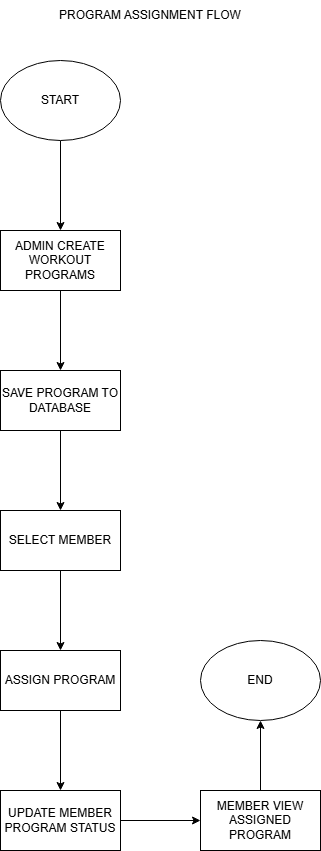 PROGRAM ASSIGNMENT FLOW
START
ADMIN CREATE
WORKOUT
PROGRAMS
SAVE PROGRAM TO
DATABASE
SELECT MEMBER
ASSIGN PROGRAM
END
UPDATE MEMBER
PROGRAM STATUS
MEMBER VIEW
ASSIGNED
PROGRAM